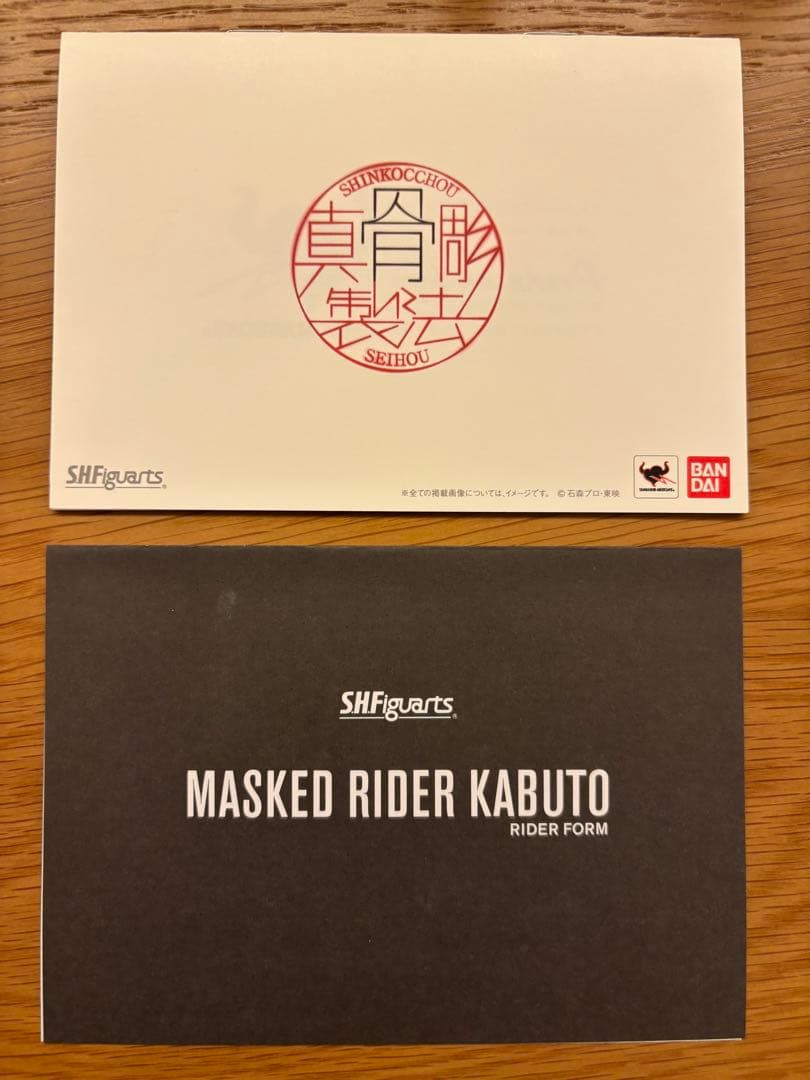 SHINKOCCHOU
真骨彫
製法
SEIHOU
S.H.Figuarts®
※全ての掲載画像については、イメージです。 ©石森プロ・東映
BAN
DAI
S.H.Figuarts®
MASKED RIDER KABUTO
RIDER FORM